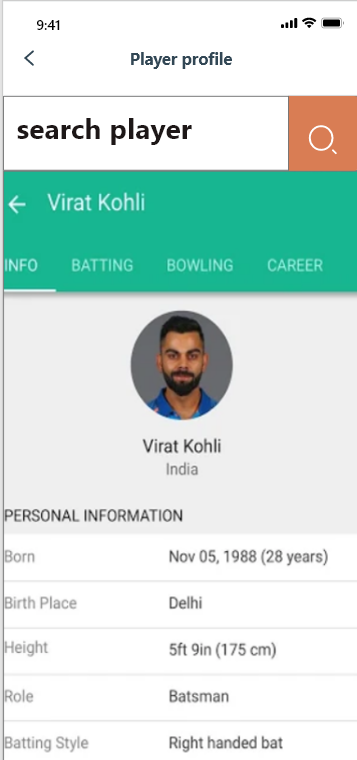 9:41
Player profile
search player
Virat Kohli
INFO BATTING BOWLING CAREER
Virat Kohli
India
PERSONAL INFORMATION
Born Nov 05, 1988 (28 years)
Birth Place Delhi
Height 5ft 9in (175 cm)
Role Batsman
Batting Style Right handed bat